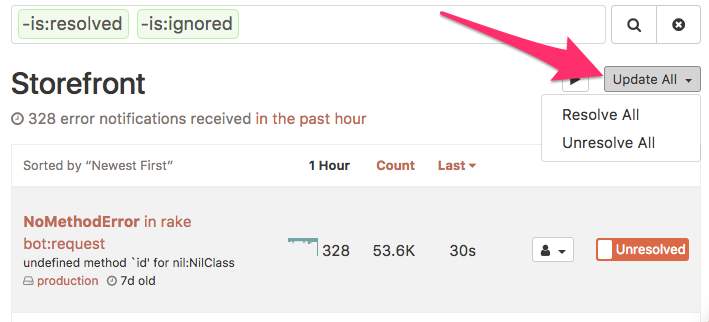 -is:resolved -is:ignored
Storefront
Update All
328 error notifications received in the past hour
Resolve All
Unresolve All
Sorted by “Newest First” 1 Hour Count Last
NoMethodError in rake
bot:request
328 53.6K 30s Unresolved
undefined method `id' for nil:NilClass
production 7d old